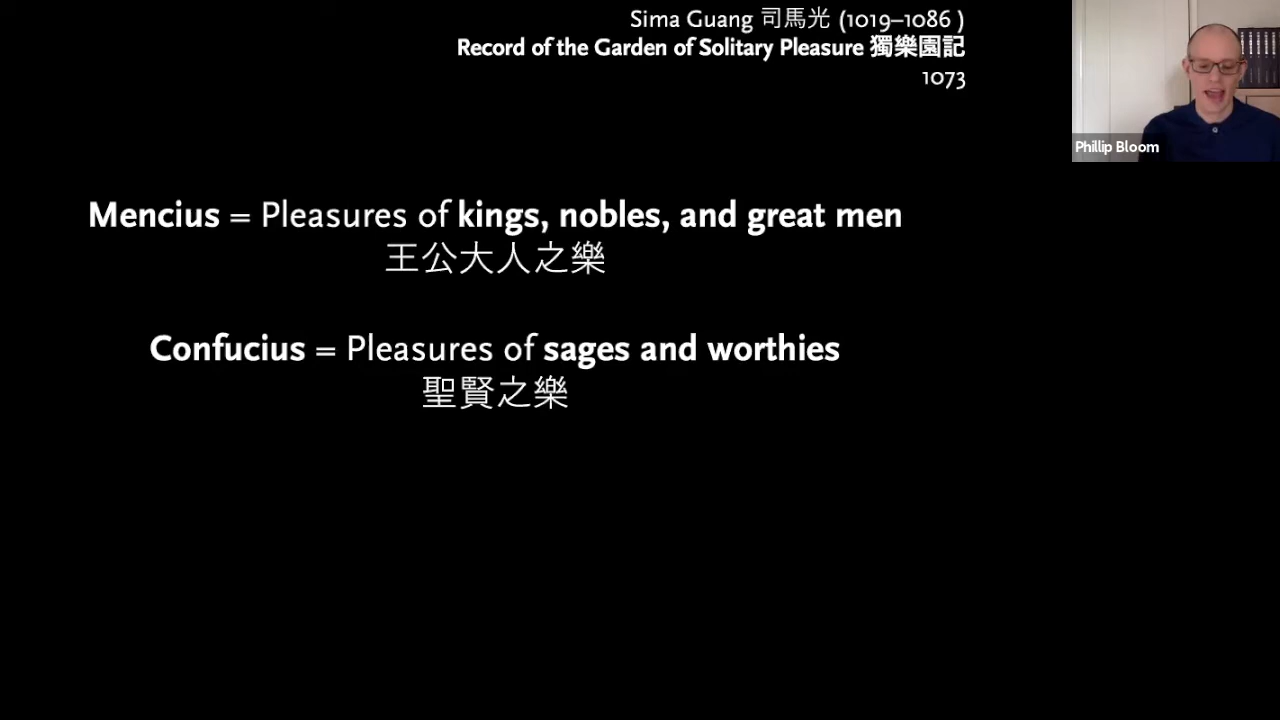 Sima Guang 司馬光 (1019–1086 )
Record of the Garden of Solitary Pleasure 獨樂園記
1073
Phillip Bloom
Mencius = Pleasures of kings, nobles, and great men
王公大人之樂
Confucius = Pleasures of sages and worthies
聖賢之樂